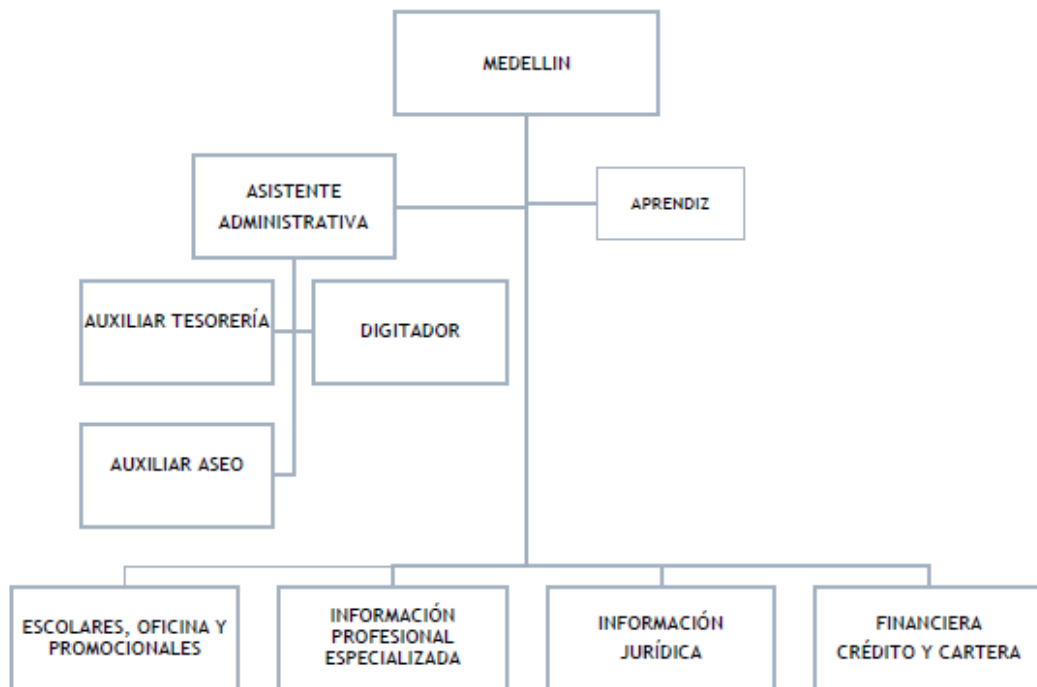 MEDELLIN
ASISTENTE
ADMINISTRATIVA
APRENDIZ
AUXILIAR TESORERÍA
DIGITADOR
AUXILIAR ASEO
ESCOLARES, OFICINA Y
PROMOCIONALES
INFORMACIÓN
PROFESIONAL
ESPECIALIZADA
INFORMACIÓN
JURÍDICA
FINANCIERA
CRÉDITO Y CARTERA